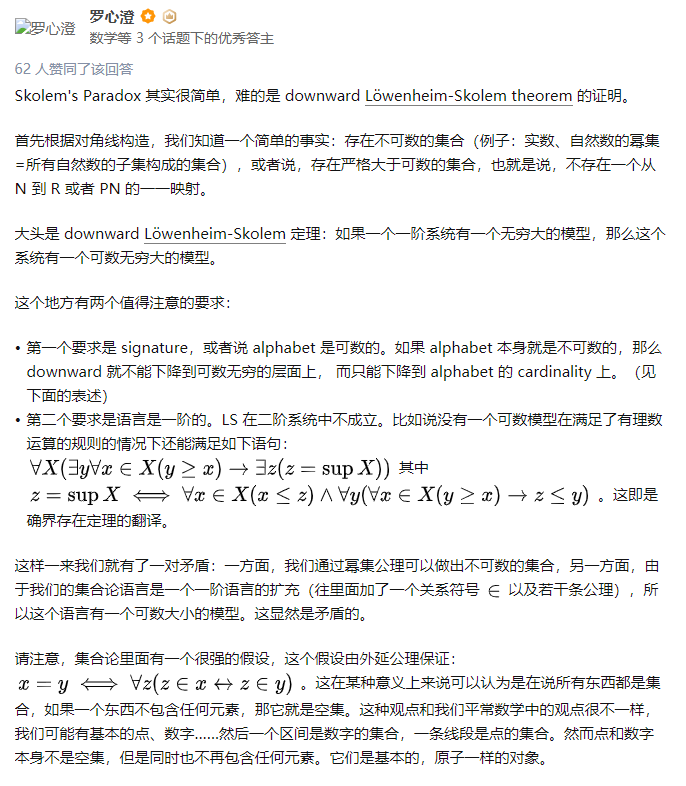 罗心澄
罗心澄
数学等 3 个话题下的优秀答主
62 人赞同了该回答
Skolem's Paradox 其实很简单，难的是 downward Löwenheim-Skolem theorem 的证明。
首先根据对角线构造，我们知道一个简单的事实：存在不可数的集合（例子：实数、自然数的幂集
=所有自然数的子集构成的集合），或者说，存在严格大于可数的集合，也就是说，不存在一个从
N 到 R 或者 PN 的一一映射。
大头是 downward Löwenheim-Skolem 定理：如果一个一阶系统有一个无穷大的模型，那么这个
系统有一个可数无穷大的模型。
这个地方有两个值得注意的要求：
• 第一个要求是 signature，或者说 alphabet 是可数的。如果 alphabet 本身就是不可数的，那么
downward 就不能下降到可数无穷的层面上， 而只能下降到 alphabet 的 cardinality 上。（见
下面的表述）
• 第二个要求是语言是一阶的。LS 在二阶系统中不成立。比如说没有一个可数模型在满足了有理数
运算的规则的情况下还能满足如下语句：
∀X(∃y∀x ∈ X(y ≥ x) → ∃z(z = sup X)) 其中
z = sup X ⟺ ∀x ∈ X(x ≤ z) ∧ ∀y(∀x ∈ X(y ≥ x) → z ≤ y) 。这即是
确界存在定理的翻译。
这样一来我们就有了一对矛盾：一方面，我们通过幂集公理可以做出不可数的集合，另一方面，由
于我们的集合论语言是一个一阶语言的扩充（往里面加了一个关系符号 ∈ 以及若干条公理），所
以这个语言有一个可数大小的模型。这显然是矛盾的。
请注意，集合论里面有一个很强的假设，这个假设由外延公理保证：
x = y ⟺ ∀z(z ∈ x ↔ z ∈ y) 。这在某种意义上来说可以认为是在说所有东西都是集
合，如果一个东西不包含任何元素，那它就是空集。这种观点和我们平常数学中的观点很不一样，
我们可能有基本的点、数字......然后一个区间是数字的集合，一条线段是点的集合。然而点和数字
本身不是空集，但是同时也不再包含任何元素。它们是基本的，原子一样的对象。